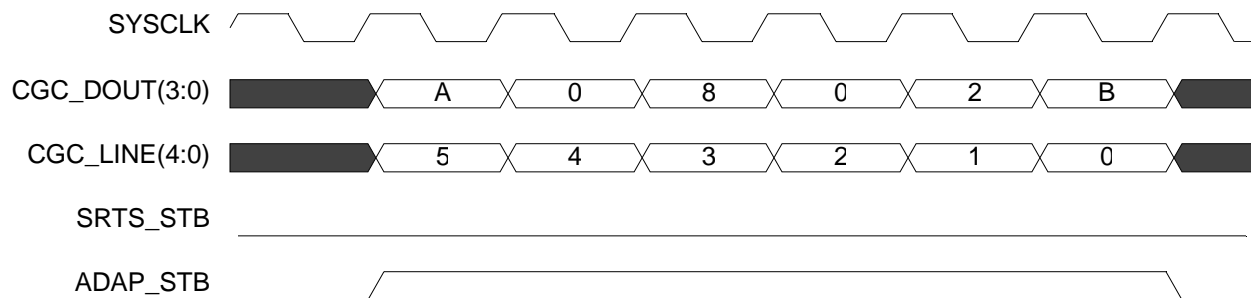 SYSCLK
CGC_DOUT(3:0) A 0 8 0 2 B
CGC_LINE(4:0) 5 4 3 2 1 0
SRTS_STB
ADAP_STB